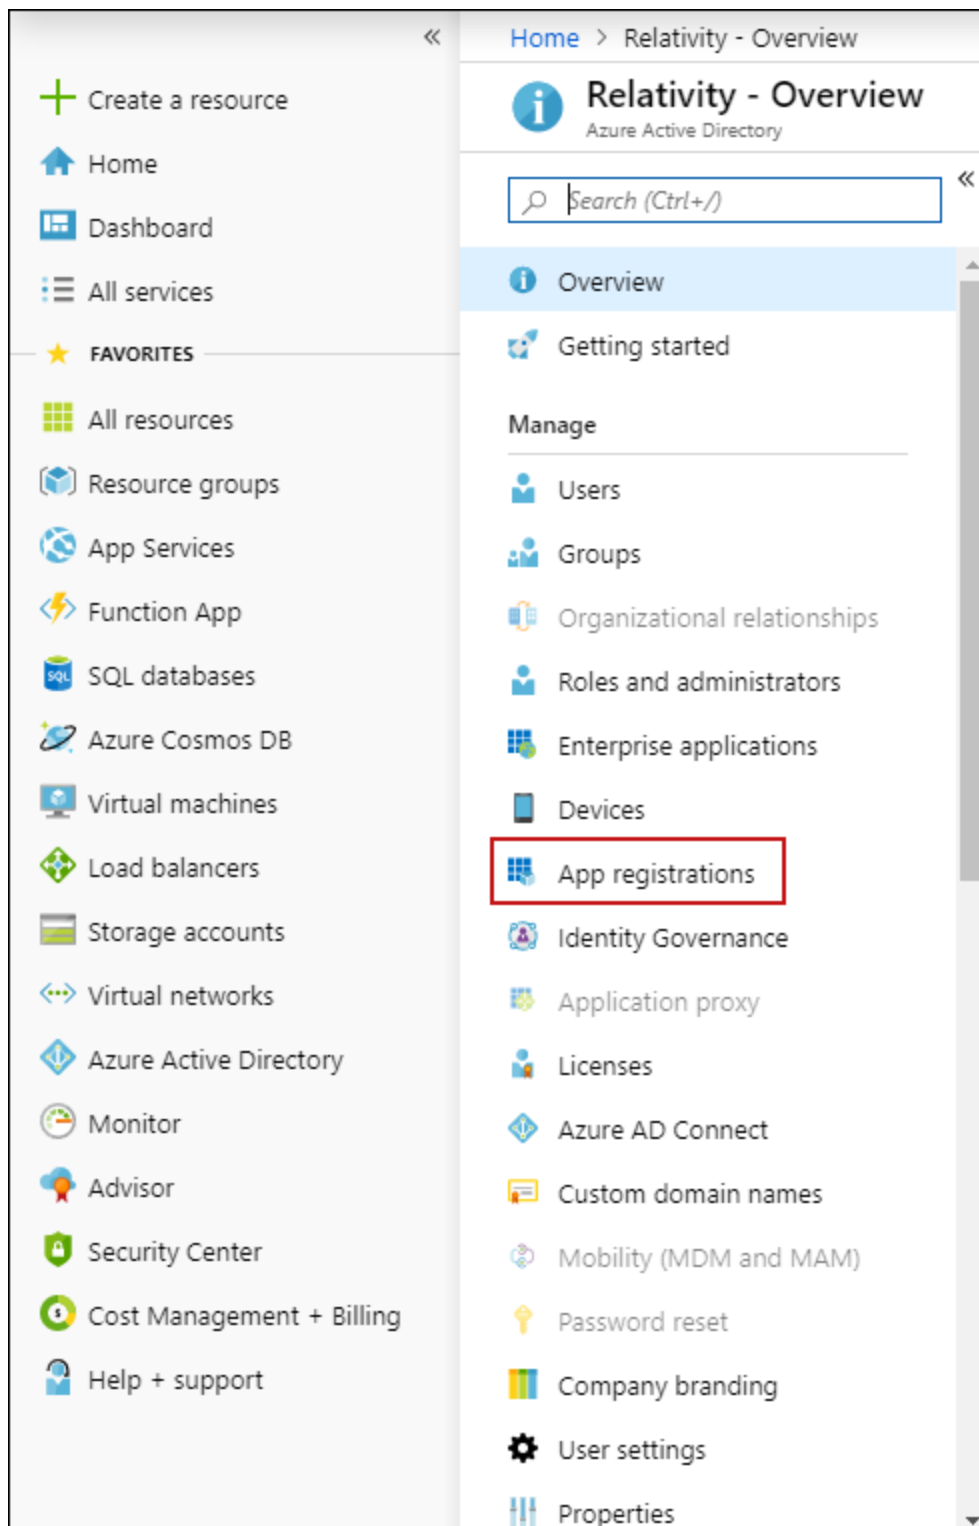 Create a resource
Home
Dashboard
All services
FAVORITES
All resources
Resource groups
App Services
Function App
SQL databases
Azure Cosmos DB
Virtual machines
Load balancers
Storage accounts
Virtual networks
Azure Active Directory
Monitor
Advisor
Security Center
Cost Management + Billing
Help + support
Home > Relativity - Overview
Relativity - Overview
Azure Active Directory
Search (Ctrl+/)
Overview
Getting started
Manage
Users
Groups
Organizational relationships
Roles and administrators
Enterprise applications
Devices
App registrations
Identity Governance
Application proxy
Licenses
Azure AD Connect
Custom domain names
Mobility (MDM and MAM)
Password reset
Company branding
User settings
Properties